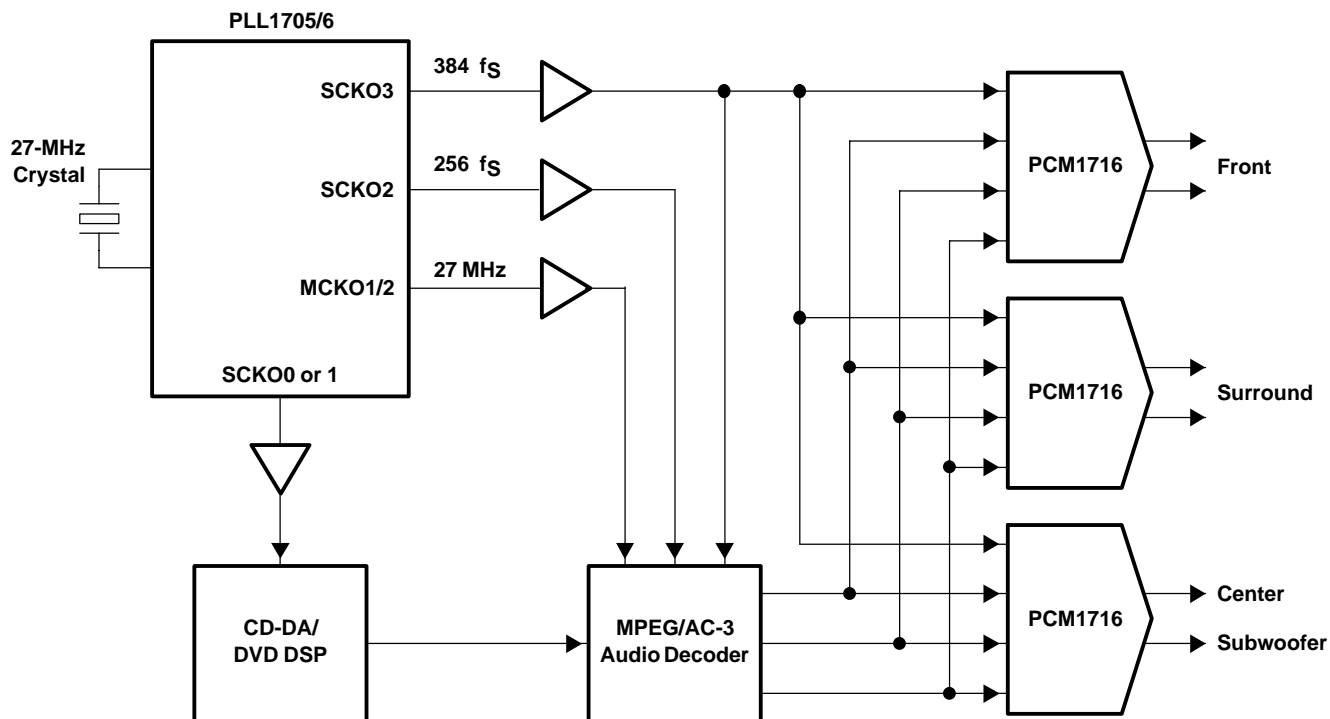 PLL1705/6
384 fS
SCKO3
27-MHz
Crystal
256 fS
SCKO2
27 MHz
MCKO1/2
SCKO0 or 1
PCM1716
Front
PCM1716
Surround
CD-DA/
DVD DSP
MPEG/AC-3
Audio Decoder
PCM1716
Center
Subwoofer